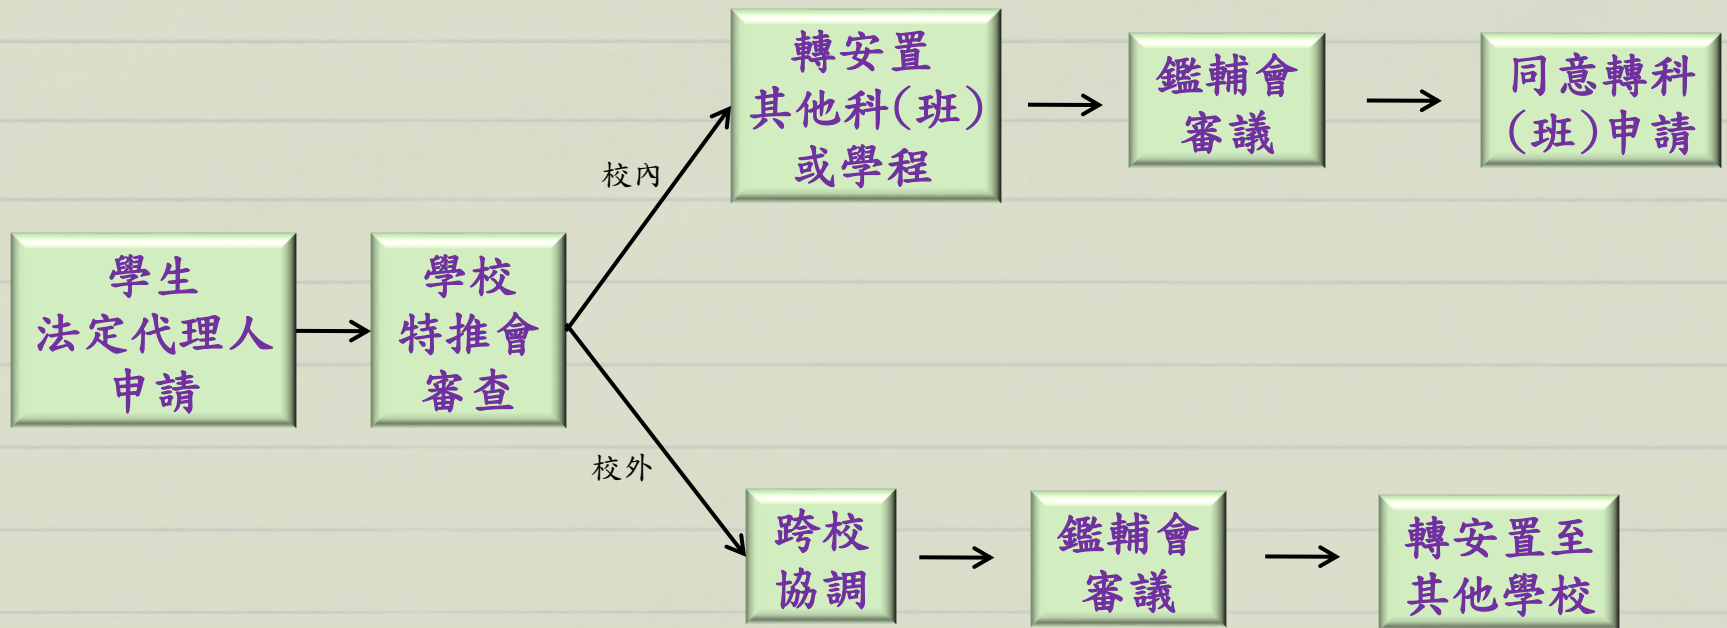 學生
法定代理人
申請
學校
特推會
審查
校內
轉安置
其他科(班)
或學程
鑑輔會
審議
同意轉科
(班)申請
校外
跨校
協調
鑑輔會
審議
轉安置至
其他學校